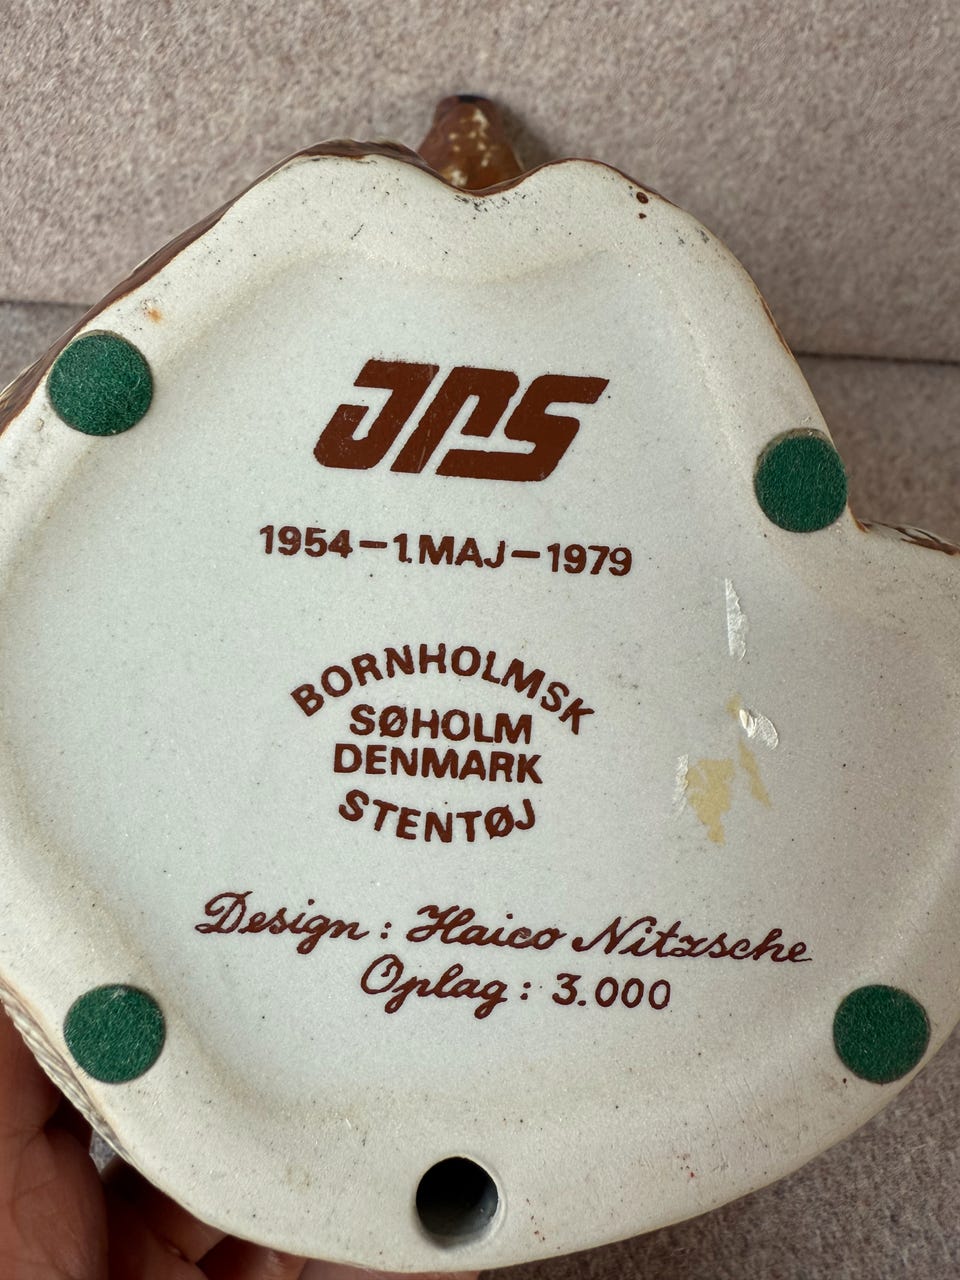 JPS
1954-1.MAJ-1979
BORNHOLMSK
SØHOLM
DENMARK
STENTØJ
Design : Haico Nitzsche
Oplag : 3.000